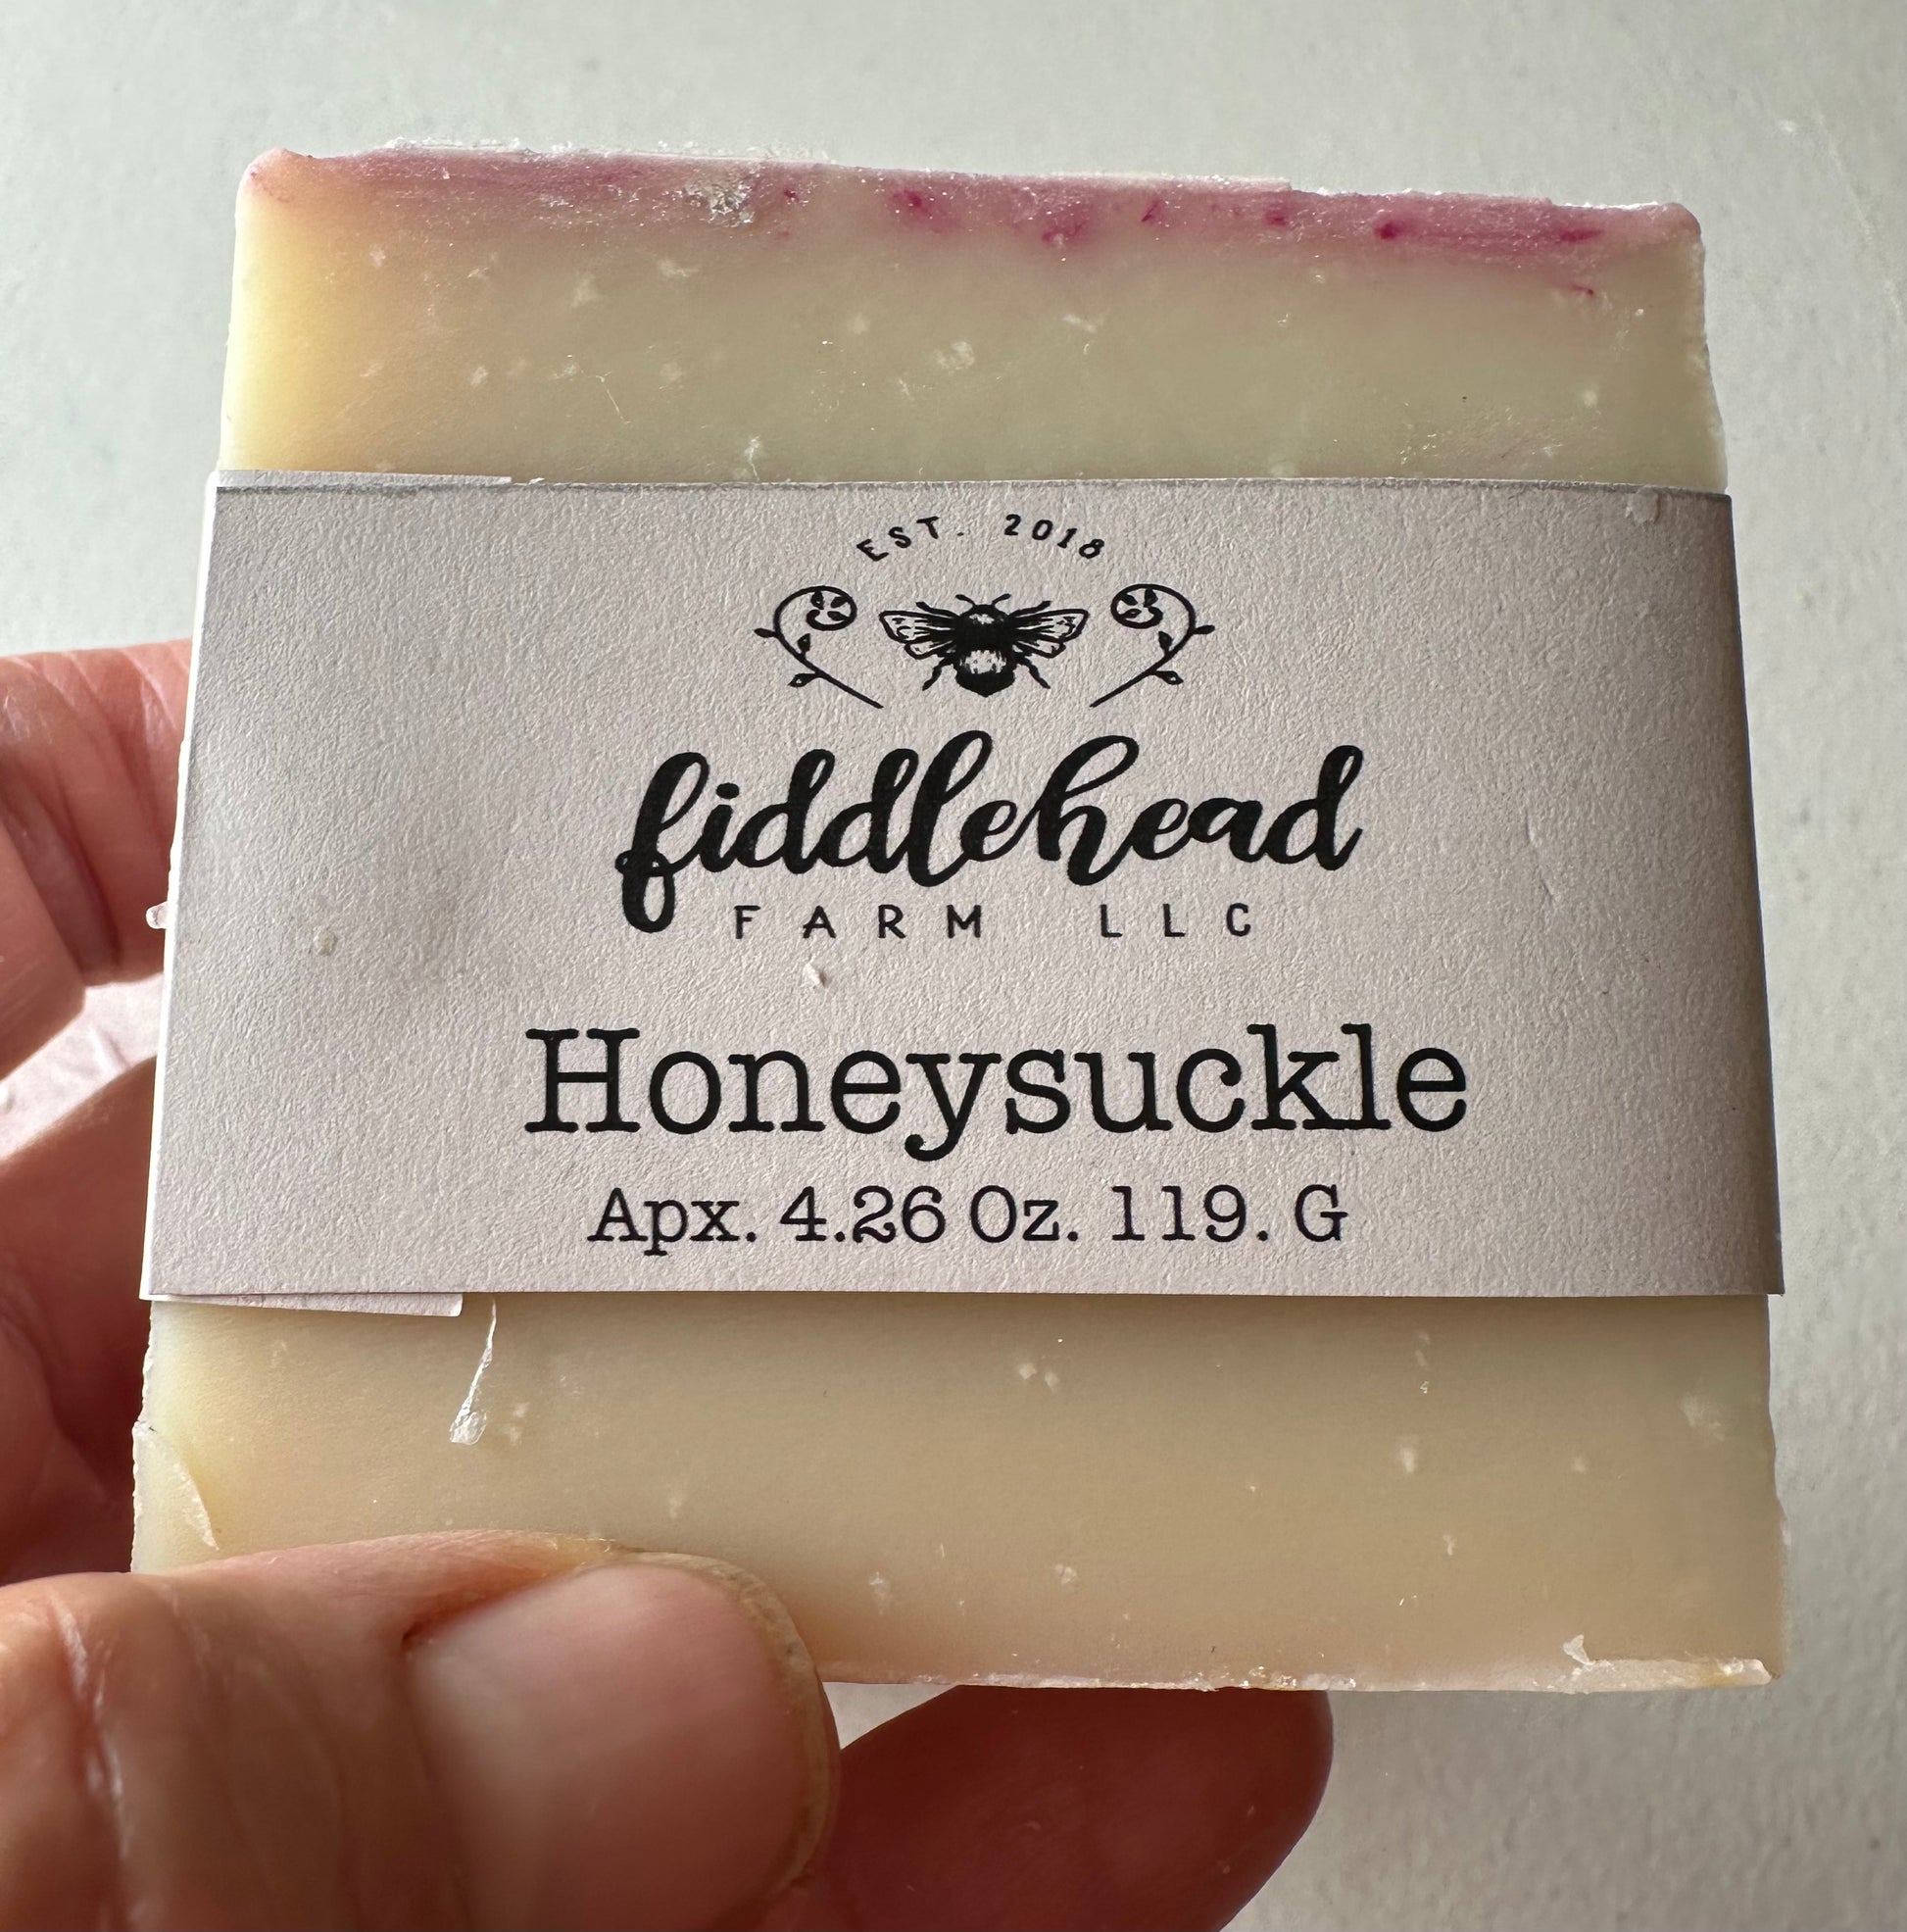 EST. 2018
fiddlehead
FARM LLC
Honeysuckle
Apx. 4.26 Oz. 119. G